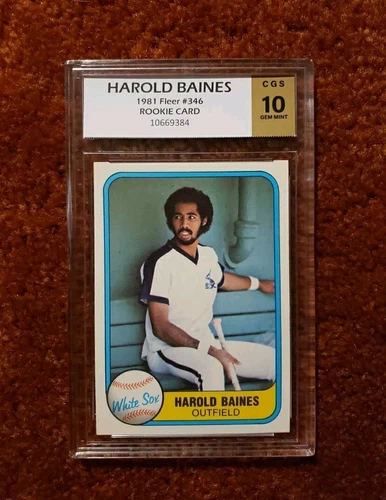 HAROLD BAINES
1981 Fleer #346
ROOKIE CARD
10669384
CGS
10
GEM MINT
White Sox
HAROLD BAINES
OUTFIELD